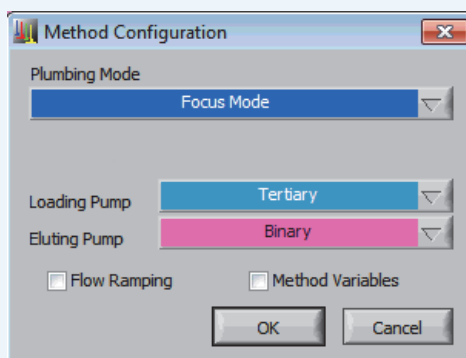 Method Configuration
Plumbing Mode
Focus Mode
Loading Pump Tertiary
Eluting Pump Binary
Flow Ramping Method Variables
OK Cancel